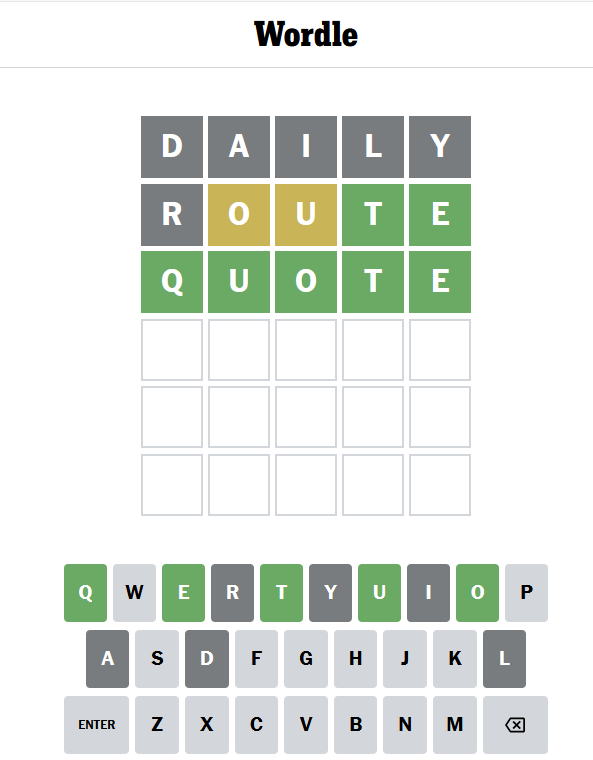 Wordle
D A I L Y
R O U T E
Q U O T E
Q W E R T Y U I O P
A S D F G H J K L
ENTER Z X C V B N M